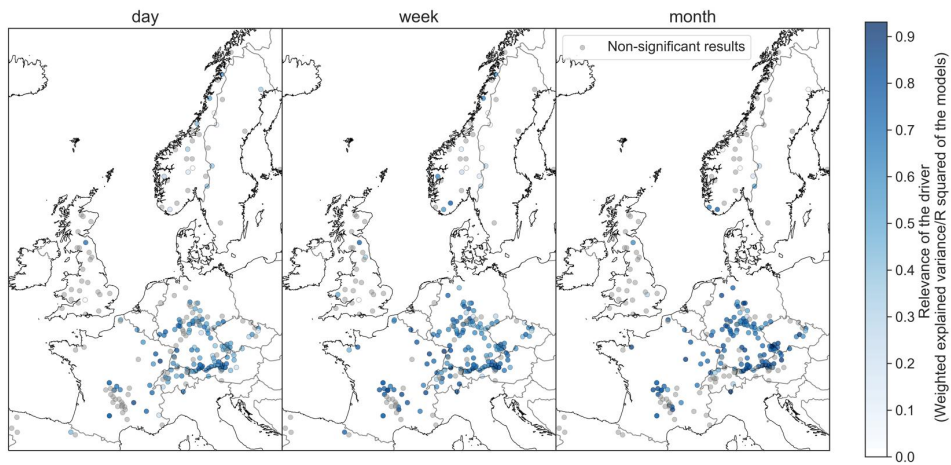 day
week
month
Non-significant results
0.9
0.8
0.7
0.6
0.5
0.4
0.3
0.2
0.1
0.0
Relevance of the driver
(Weighted explained variance/R squared of the models)